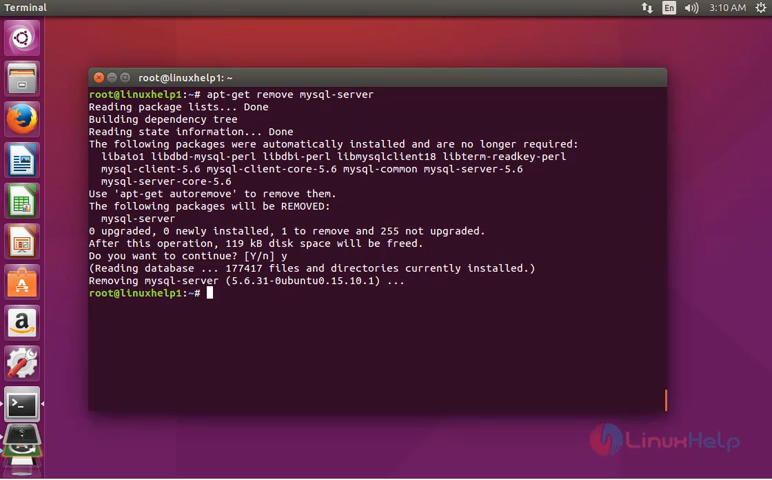 Terminal
En
3:10 AM
root@linuxhelp1: ~
root@linuxhelp1:~# apt-get remove mysql-server
Reading package lists... Done
Building dependency tree
Reading state information... Done
The following packages were automatically installed and are no longer required:
libaio1 libdbd-mysql-perl libdbi-perl libmysqlclient18 libterm-readkey-perl
mysql-client-5.6 mysql-client-core-5.6 mysql-common mysql-server-5.6
mysql-server-core-5.6
Use 'apt-get autoremove' to remove them.
The following packages will be REMOVED:
mysql-server
0 upgraded, 0 newly installed, 1 to remove and 255 not upgraded.
After this operation, 119 kB disk space will be freed.
Do you want to continue? [Y/n] y
(Reading database ... 177417 files and directories currently installed.)
Removing mysql-server (5.6.31-0ubuntu0.15.10.1) ...
root@linuxhelp1:~#
LinuxHelp